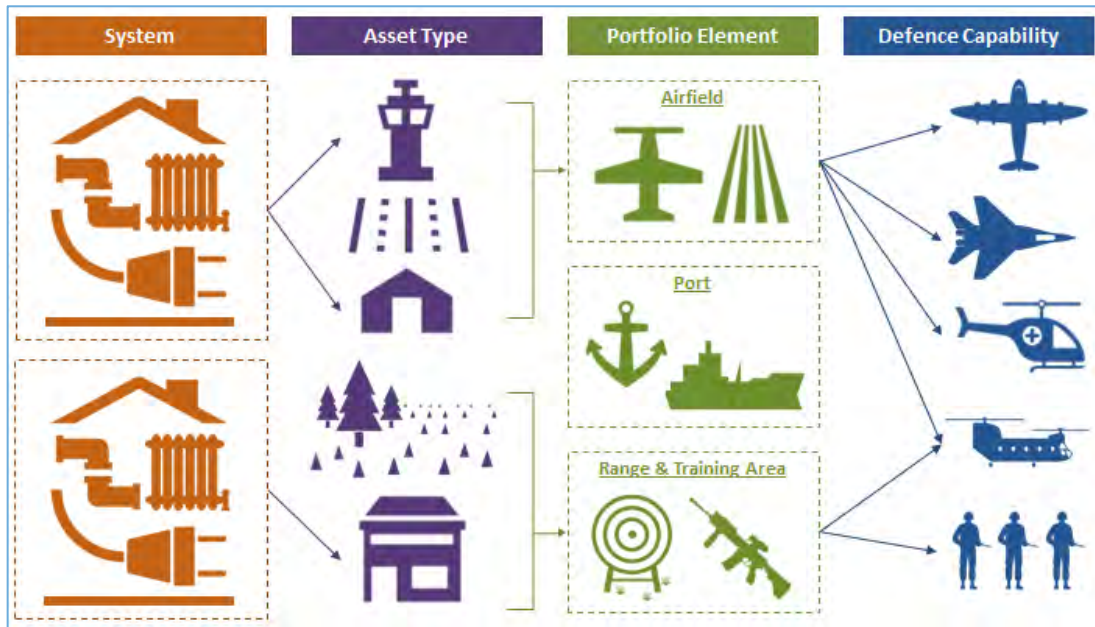 System
Asset Type
Portfolio Element
Defence Capability
Airfield
Port
Range & Training Area